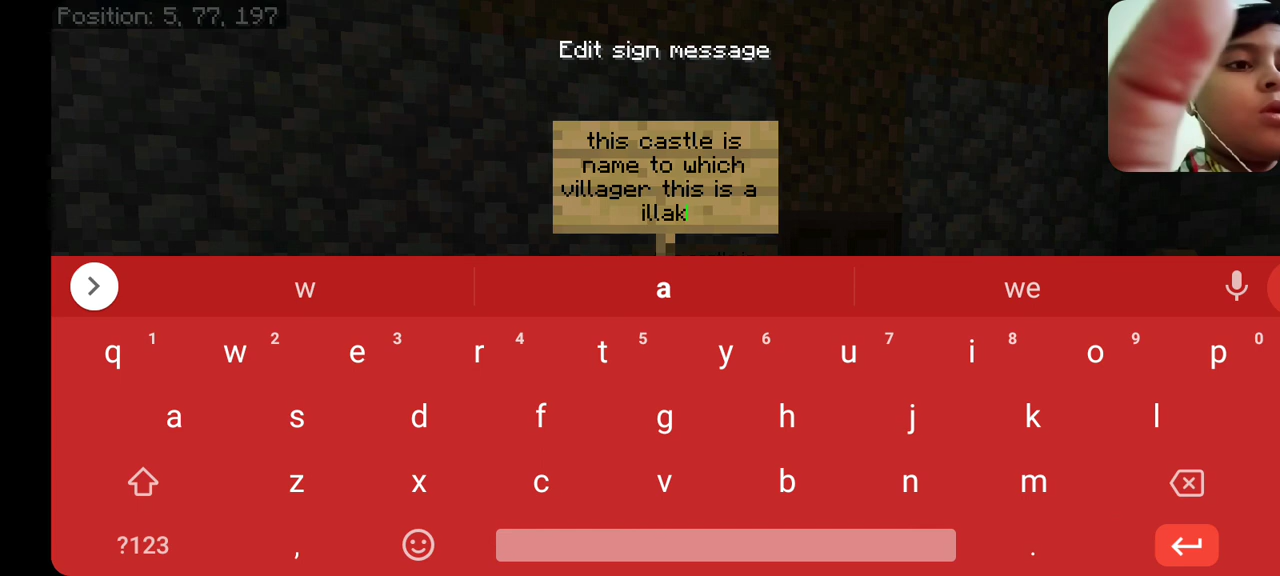 Position: 5, 77, 197
Edit sign message
this castle is
name to which
villager this is a
illak
w a we
q 1 w 2 e 3 r 4 t 5 y 6 u 7 i 8 o 9 p 0
a s d f g h j k l
z x c v b n m
?123 , .